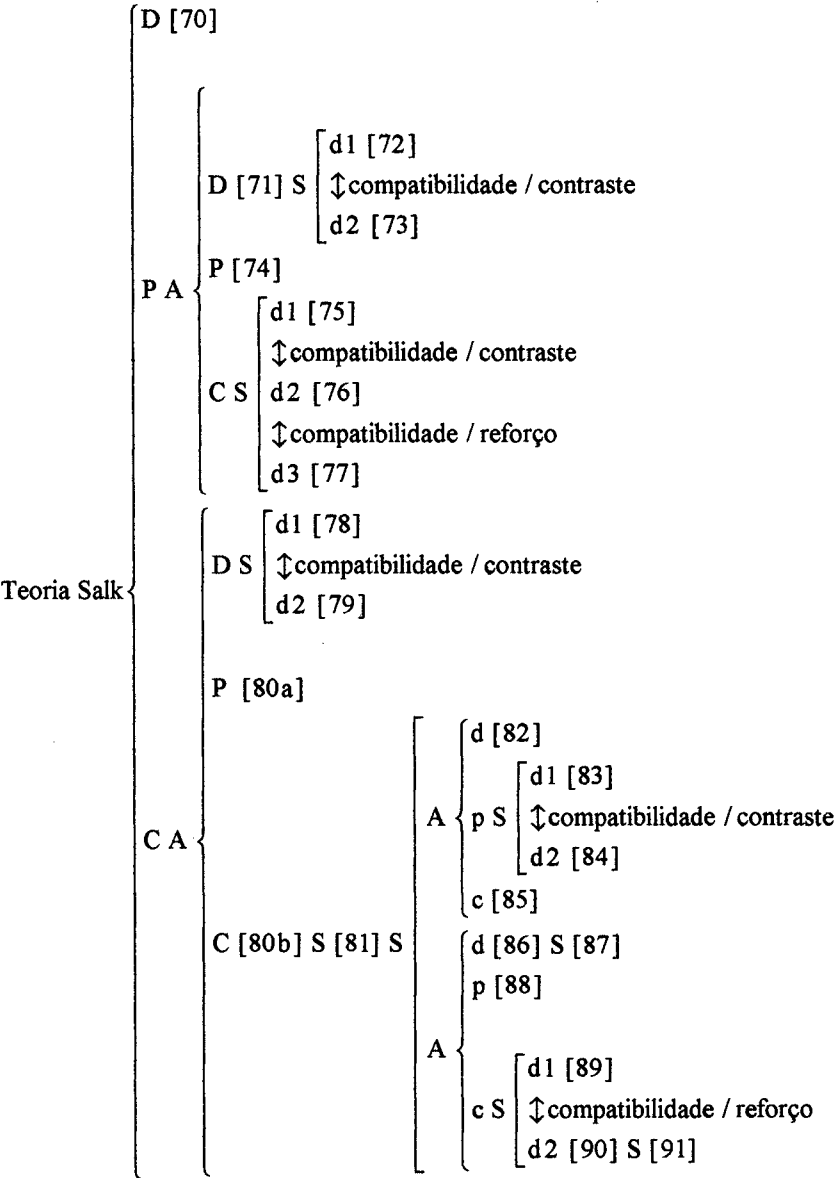 D [70]
d1 [72]
D [71] S
↕compatibilidade / contraste
d2 [73]
P [74]
P A
d1 [75]
↕compatibilidade / contraste
C S
d2 [76]
↕compatibilidade / reforço
d3 [77]
d1 [78]
D S
↕compatibilidade / contraste
Teoria Salk
d2 [79]
P [80a]
d [82]
d1 [83]
A
p S
↕compatibilidade / contraste
C A
d2 [84]
c [85]
C [80b] S [81] S
d [86] S [87]
p [88]
A
d1 [89]
c S
↕compatibilidade / reforço
d2 [90] S [91]